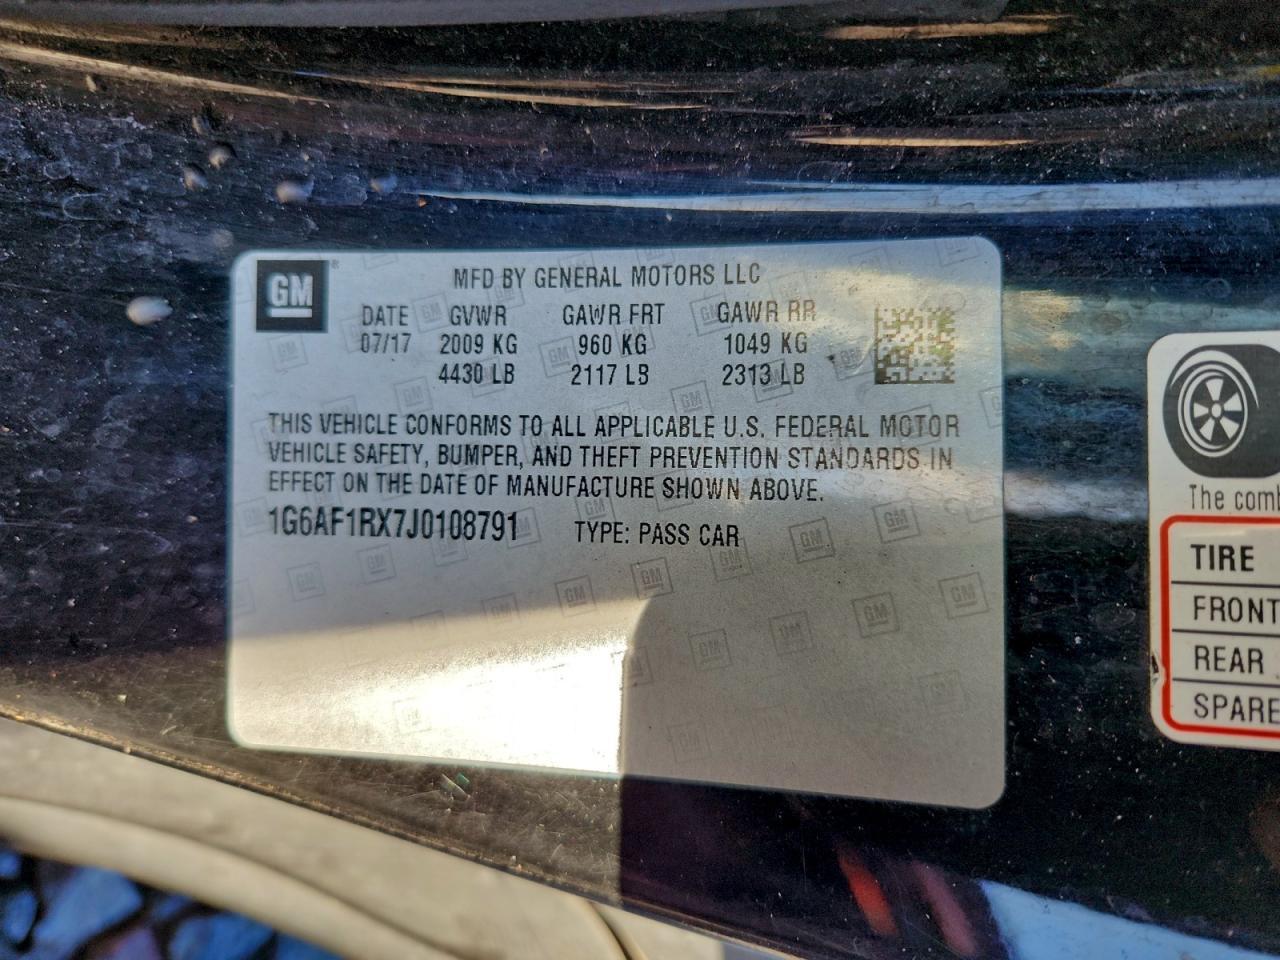 GM
MFD BY GENERAL MOTORS LLC
DATE GVWR GAWR FRT GAWR RR
07/17 2009 KG 960 KG 1049 KG
4430 LB 2117 LB 2313 LB
THIS VEHICLE CONFORMS TO ALL APPLICABLE U.S. FEDERAL MOTOR
VEHICLE SAFETY, BUMPER, AND THEFT PREVENTION STANDARDS IN
EFFECT ON THE DATE OF MANUFACTURE SHOWN ABOVE.
1G6AF1RX7J0108791 TYPE: PASS CAR
The comb
TIRE
FRONT
REAR
SPARE